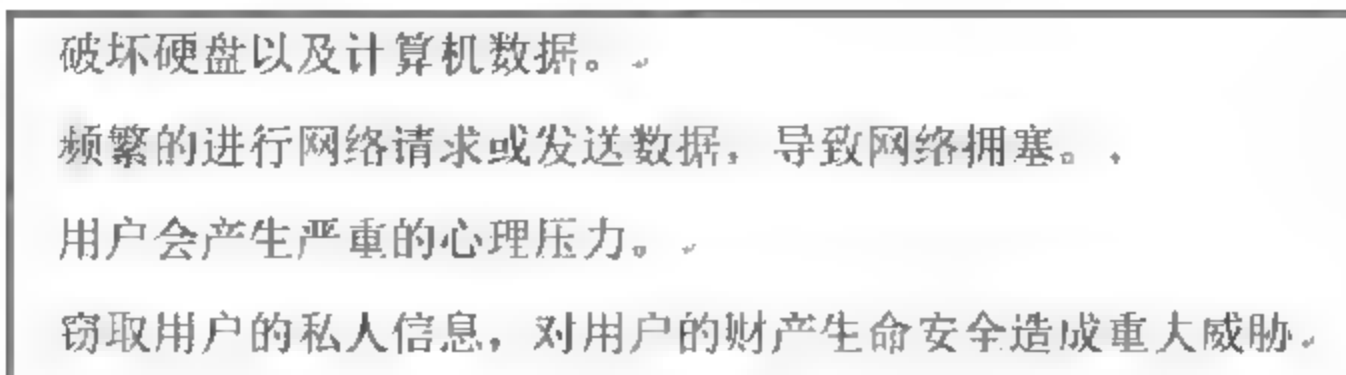 破坏硬盘以及计算机数据。
频繁的进行网络请求或发送数据，导致网络拥塞。
用户会产生严重的心理压力。
窃取用户的私人信息，对用户的财产生命安全造成重大威胁